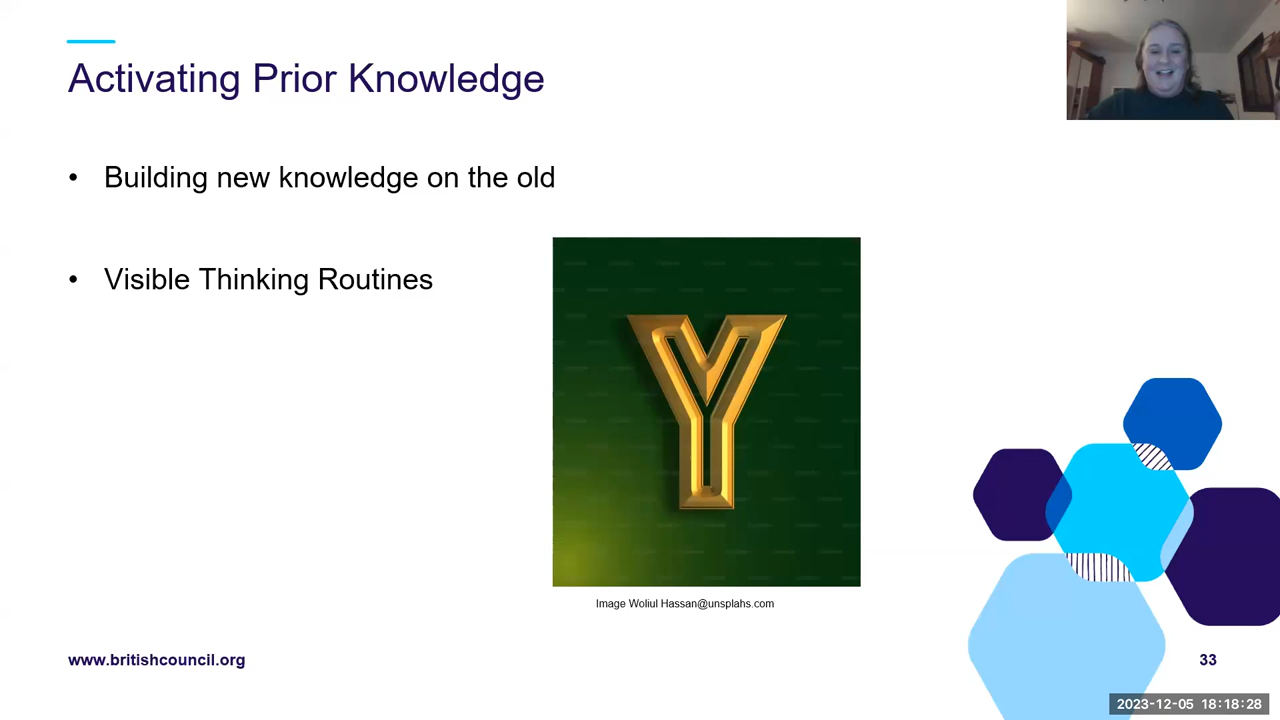 Activating Prior Knowledge
• Building new knowledge on the old
• Visible Thinking Routines
Y
Image Woliul Hassan@unsplahs.com
www.britishcouncil.org
33
2023-12-05 18:18:28